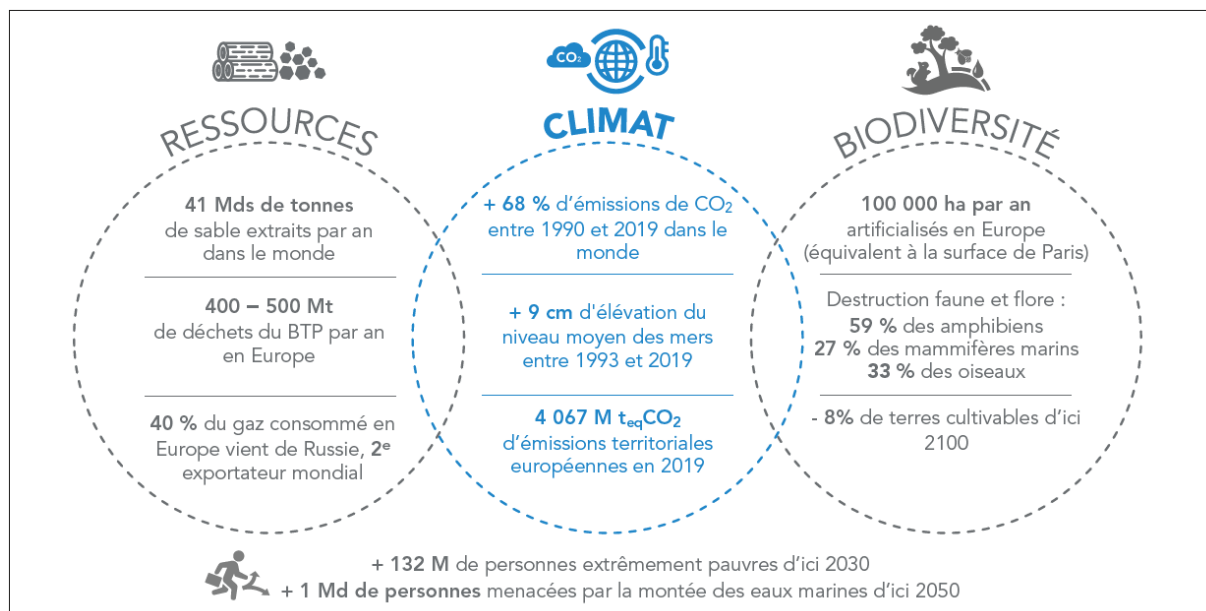 RESSOURCES
41 Mds de tonnes
de sable extraits par an
dans le monde
400 – 500 Mt
de déchets du BTP par an
en Europe
40 % du gaz consommé en
Europe vient de Russie, 2e
exportateur mondial
CO₂
CLIMAT
+ 68 % d'émissions de CO₂
entre 1990 et 2019 dans le
monde
+ 9 cm d'élévation du
niveau moyen des mers
entre 1993 et 2019
4 067 M teqCO₂
d'émissions territoriales
européennes en 2019
BIODIVERSITÉ
100 000 ha par an
artificialisés en Europe
(équivalent à la surface de Paris)
Destruction faune et flore :
59 % des amphibiens
27 % des mammifères marins
33 % des oiseaux
- 8% de terres cultivables d'ici
2100
+ 132 M de personnes extrêmement pauvres d'ici 2030
+ 1 Md de personnes menacées par la montée des eaux marines d'ici 2050